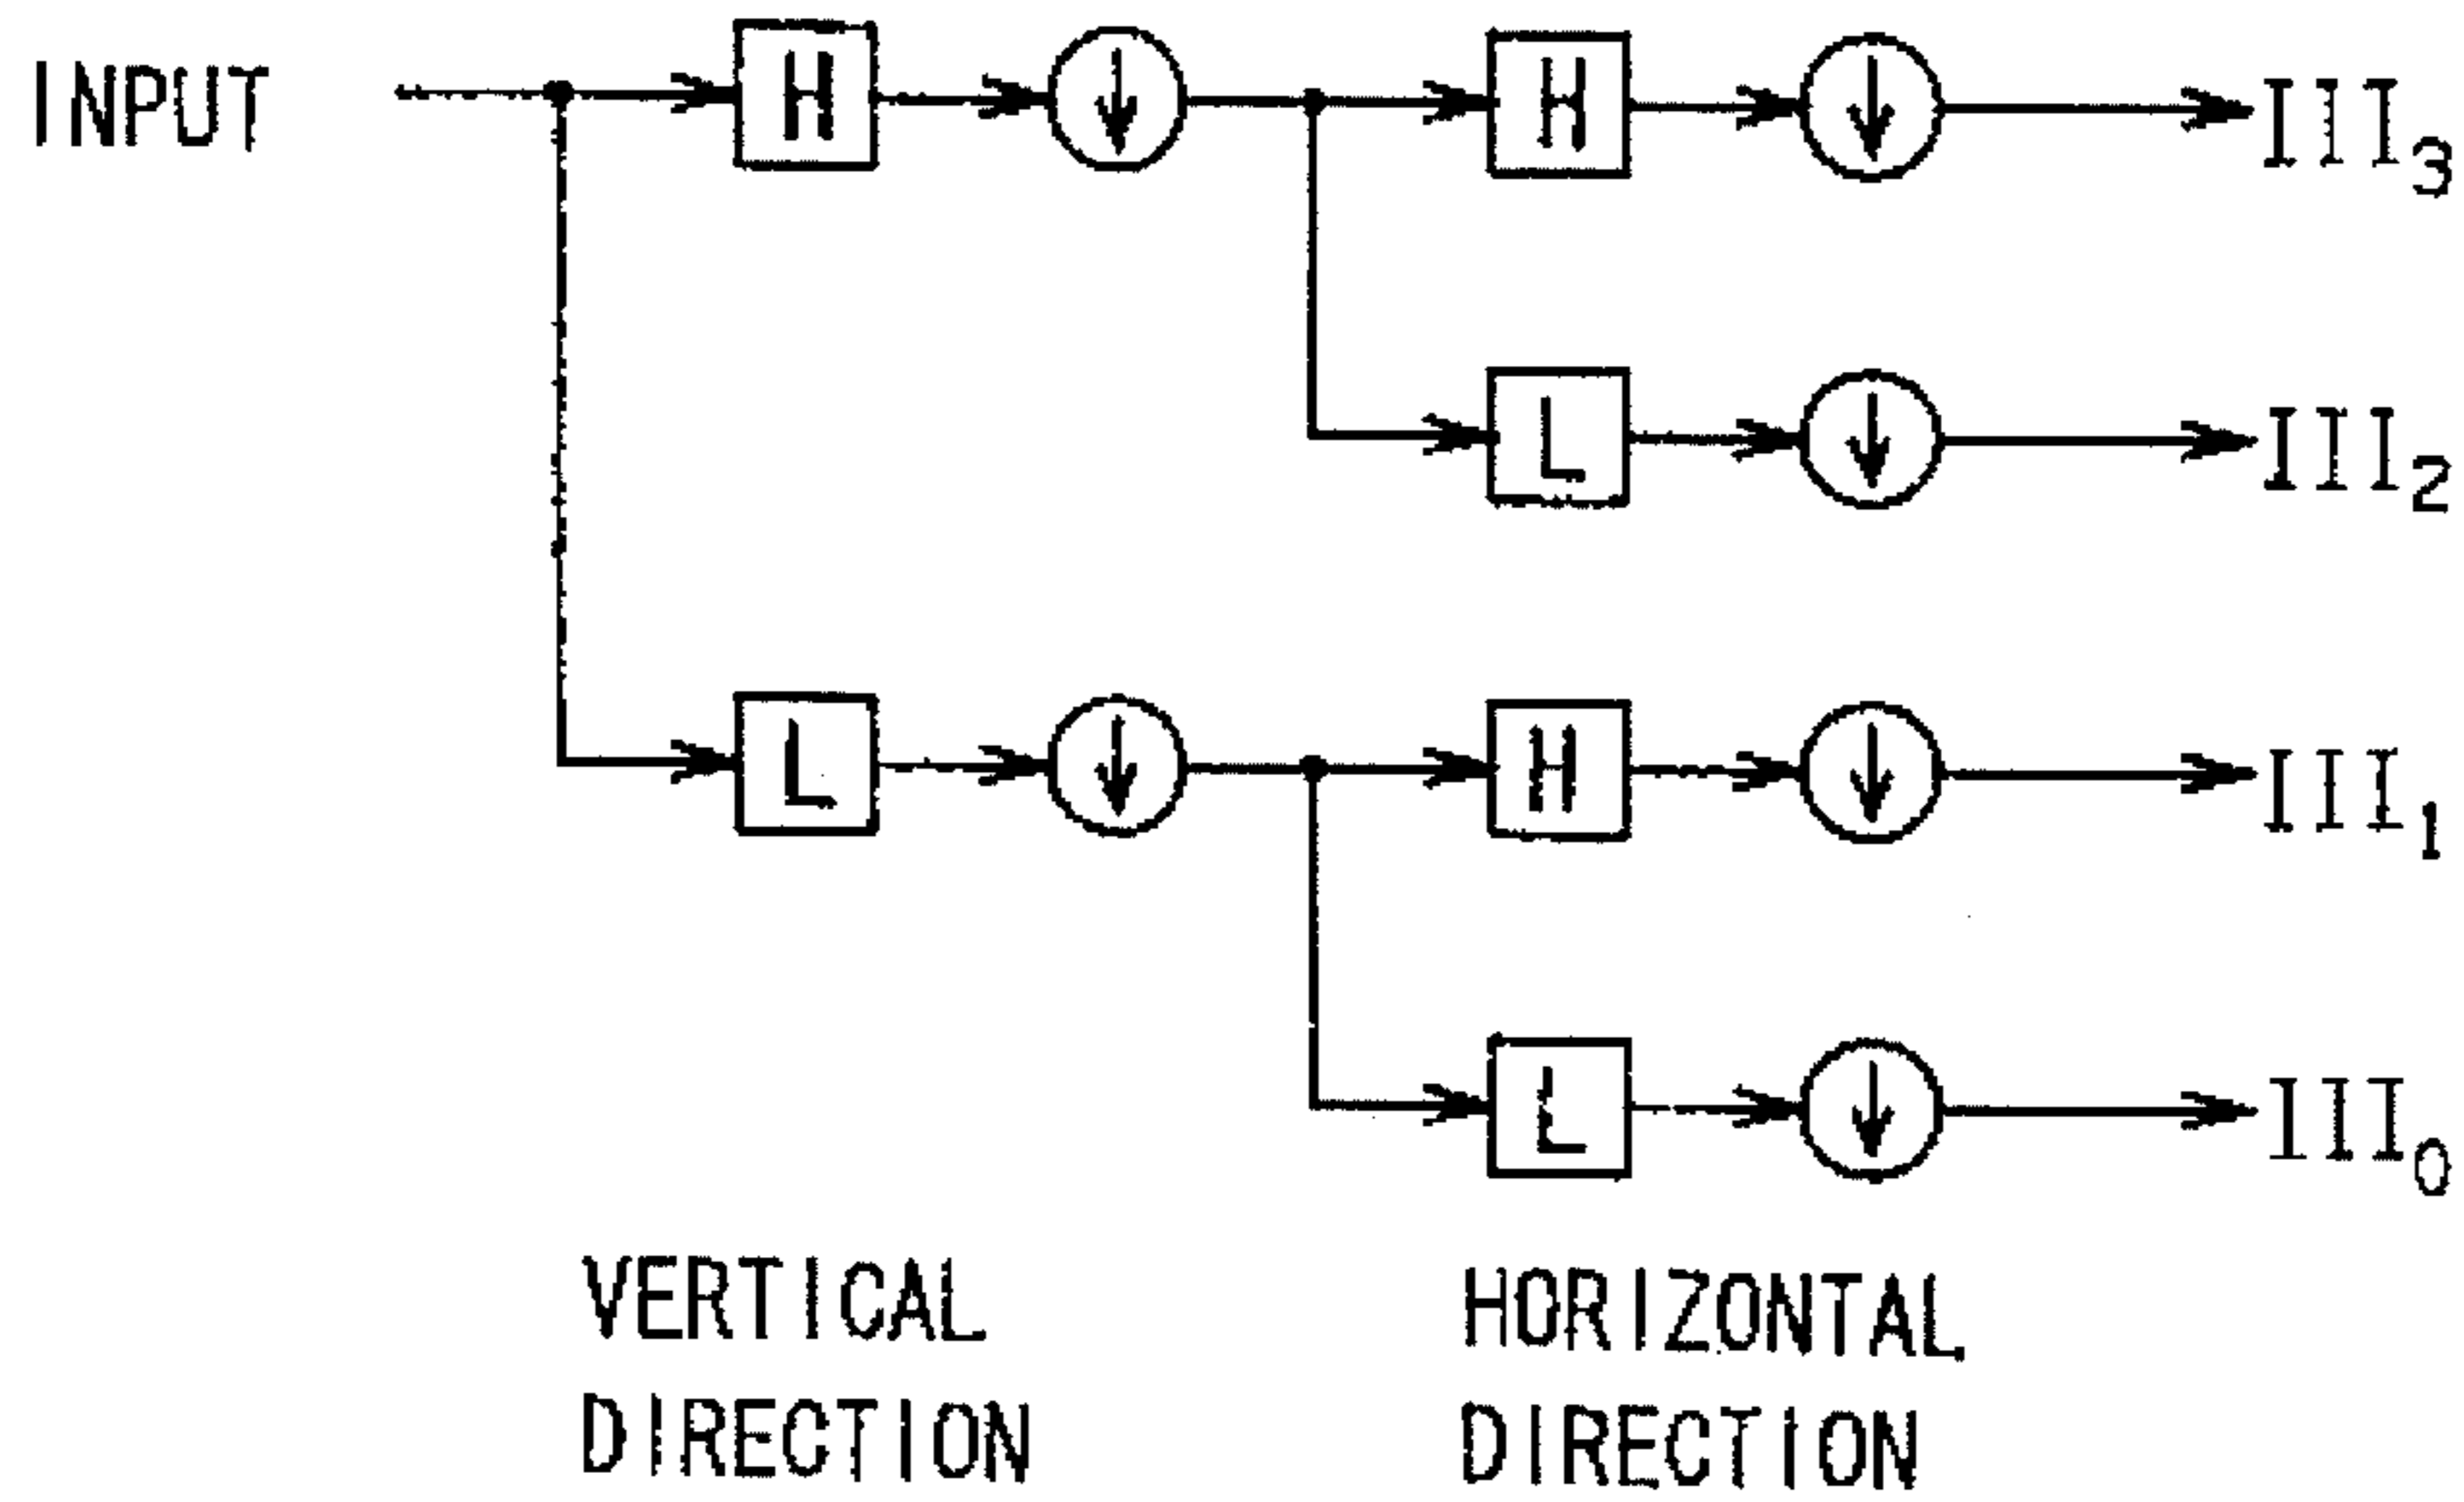 INPUT H H III3
L III2
L H III1
L III0
VERTICAL DIRECTION
HORIZONTAL DIRECTION